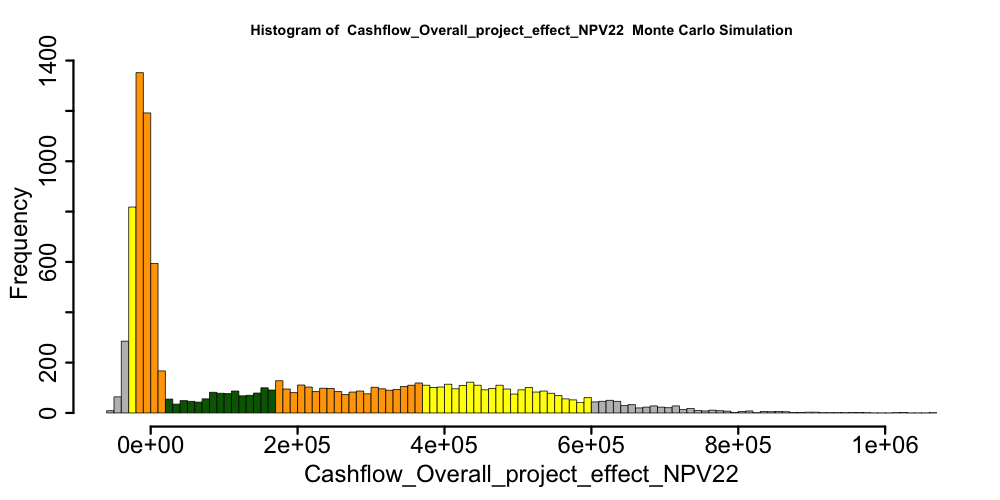 Histogram of  Cashflow_Overall_project_effect_NPV22  Monte Carlo Simulation
1400
1000
600
200
0
Frequency
0e+00 2e+05 4e+05 6e+05 8e+05 1e+06
Cashflow_Overall_project_effect_NPV22